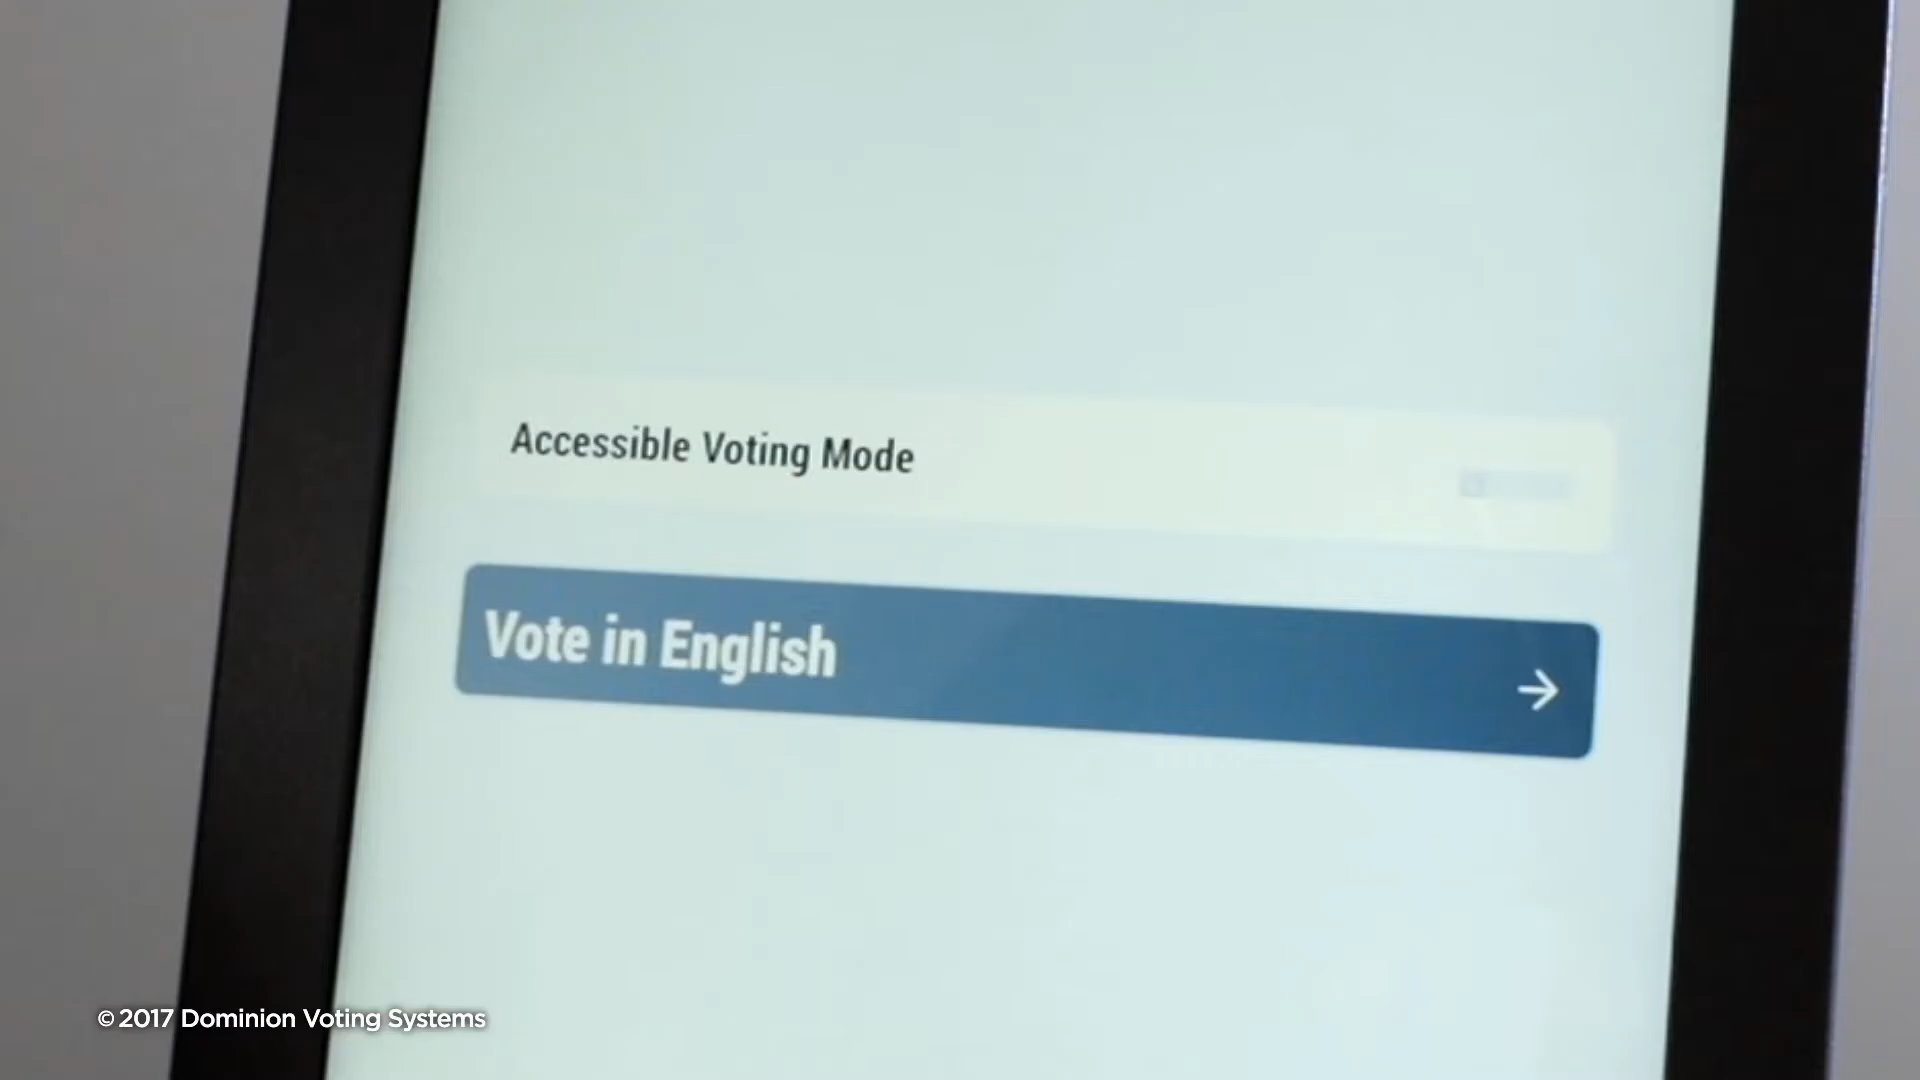 Accessible Voting Mode
Vote in English
© 2017 Dominion Voting Systems